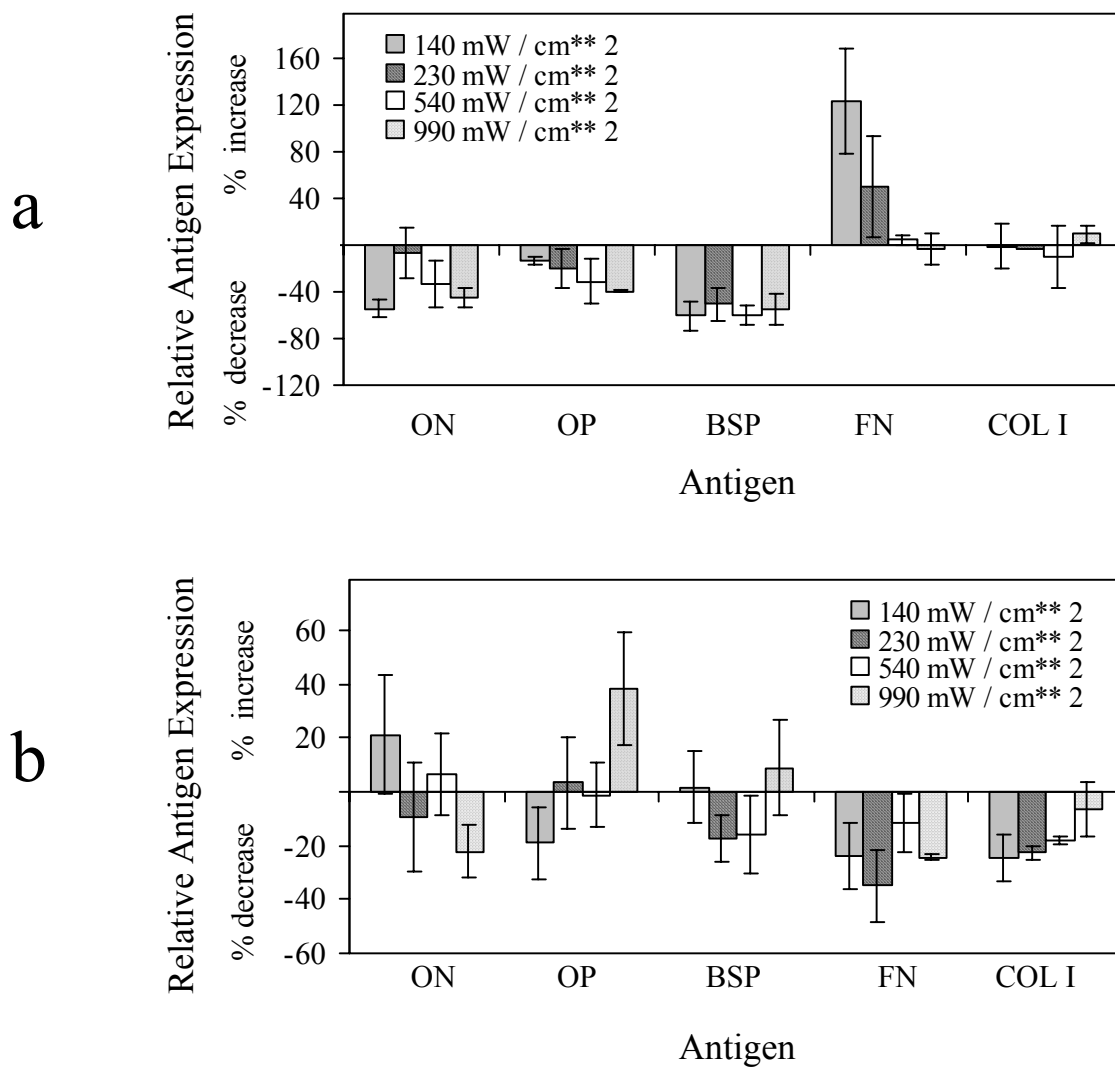 a
Relative Antigen Expression
% decrease % increase
160
120
80
40
-40
-80
-120
140 mW / cm** 2
230 mW / cm** 2
540 mW / cm** 2
990 mW / cm** 2
ON OP BSP FN COL I
Antigen
b
Relative Antigen Expression
% decrease % increase
60
40
20
-20
-40
-60
140 mW / cm** 2
230 mW / cm** 2
540 mW / cm** 2
990 mW / cm** 2
ON OP BSP FN COL I
Antigen